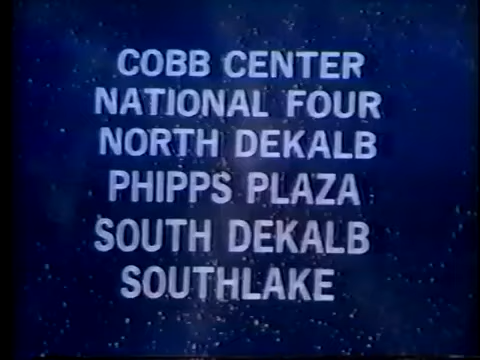 COBB CENTER
NATIONAL FOUR
NORTH DEKALB
PHIPPS PLAZA
SOUTH DEKALB
SOUTHLAKE